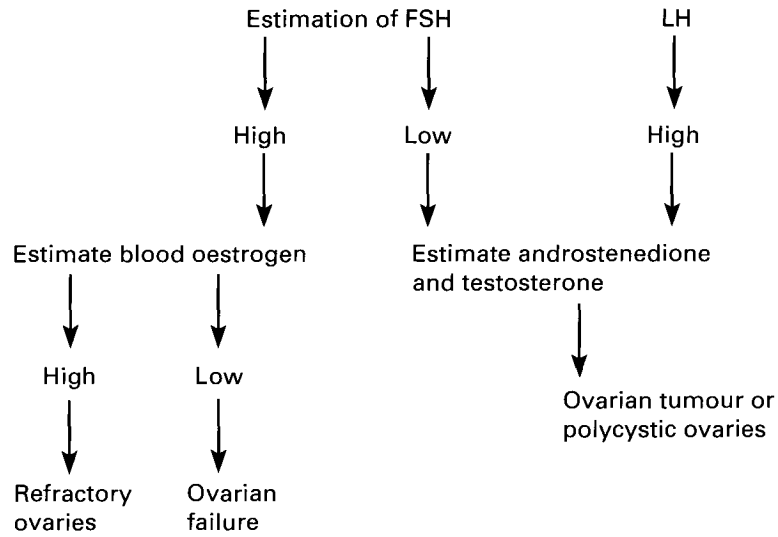 Estimation of FSH LH
High Low High
Estimate blood oestrogen
Estimate androstenedione
and testosterone
High Low
Ovarian tumour or
polycystic ovaries
Refractory
ovaries
Ovarian
failure